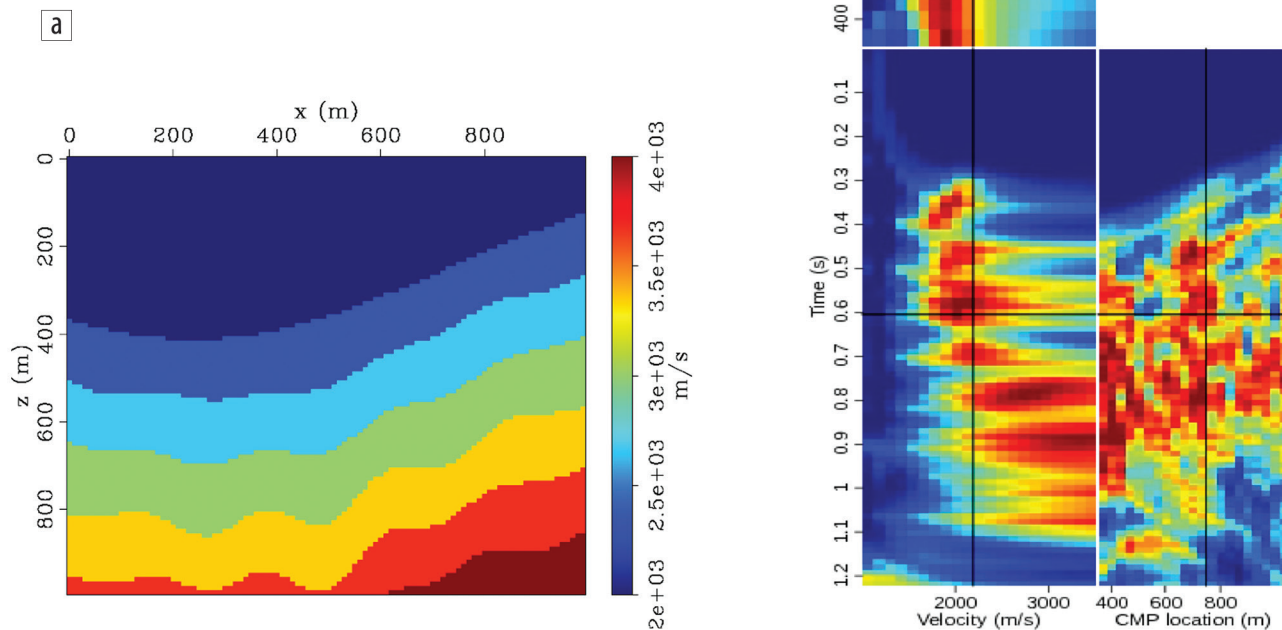 a
x (m)
0 200 400 600 800
z (m)
0
200
400
600
800
4e+03
3.5e+03
3e+03
2.5e+03
2e+03
m/s
400
Time (s)
0.1
0.2
0.3
0.4
0.5
0.6
0.7
0.8
0.9
1
1.1
1.2
2000 3000
Velocity (m/s)
400 600 800
CMP location (m)